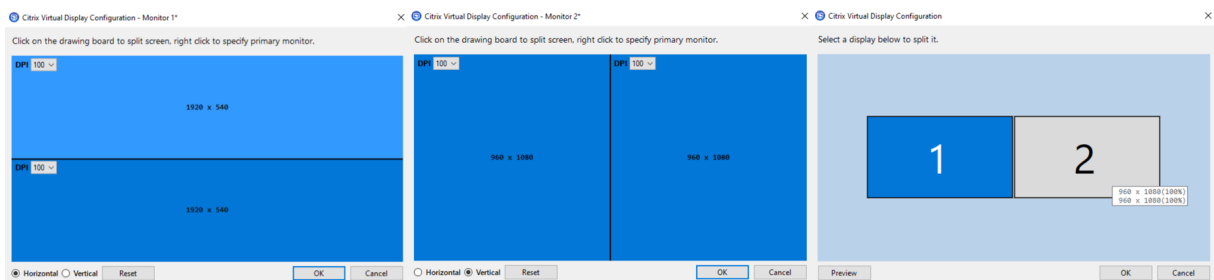 Citrix Virtual Display Configuration - Monitor 1*
Click on the drawing board to split screen, right click to specify primary monitor.
DPI 100
1920 x 540
DPI 100
1920 x 540
Horizontal Vertical Reset OK Cancel
Citrix Virtual Display Configuration - Monitor 2*
Click on the drawing board to split screen, right click to specify primary monitor.
DPI 100 DPI 100
960 x 1080 960 x 1080
Horizontal Vertical Reset OK Cancel
Citrix Virtual Display Configuration
Select a display below to split it.
1 2
960 x 1080(100%)
960 x 1080(100%)
Preview OK Cancel